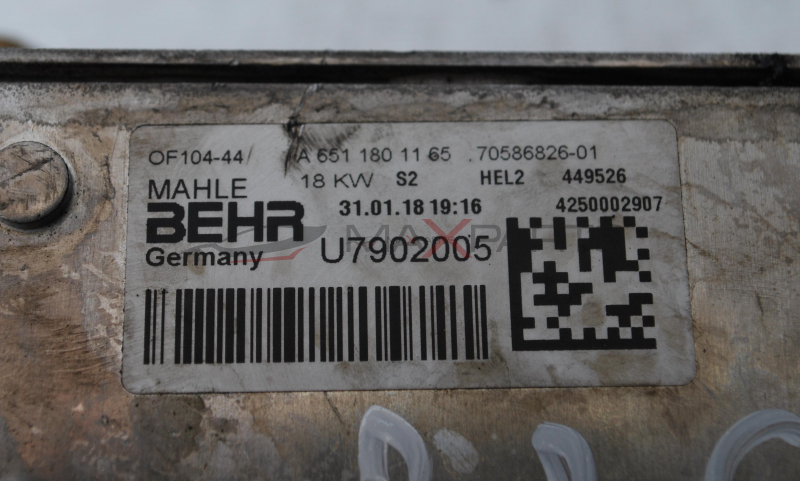 OF104-44/ A 651 180 11 65 .70586826-01
MAHLE 18 KW S2 HEL2 449526
BEHR 31.01.18 19:16 4250002907
Germany U7902005